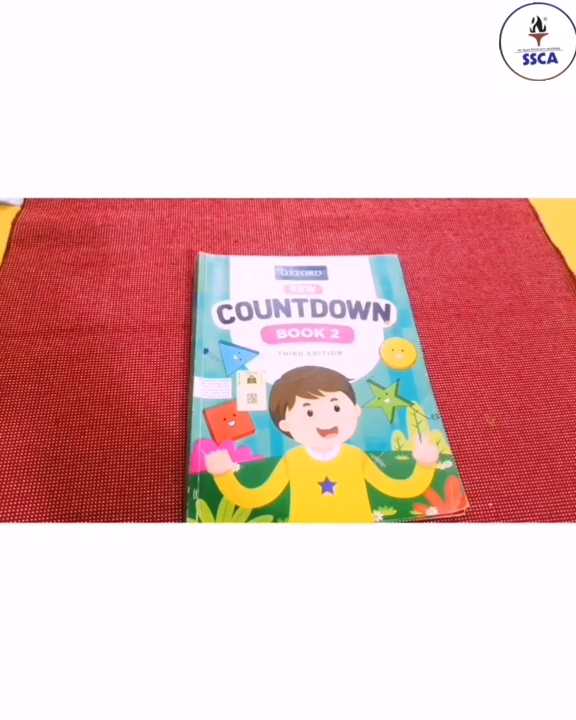 SSCA
OXFORD
NEW
COUNTDOWN
BOOK 2
THIRD EDITION